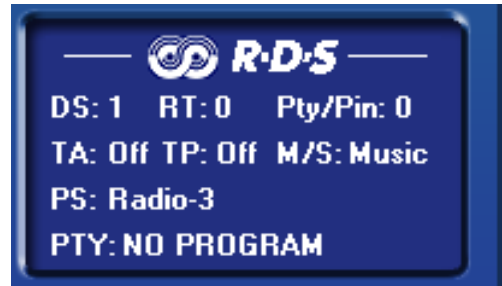 R·D·S
DS: 1 RT: 0 Pty/Pin: 0
TA: Off TP: Off M/S: Music
PS: Radio-3
PTY: NO PROGRAM